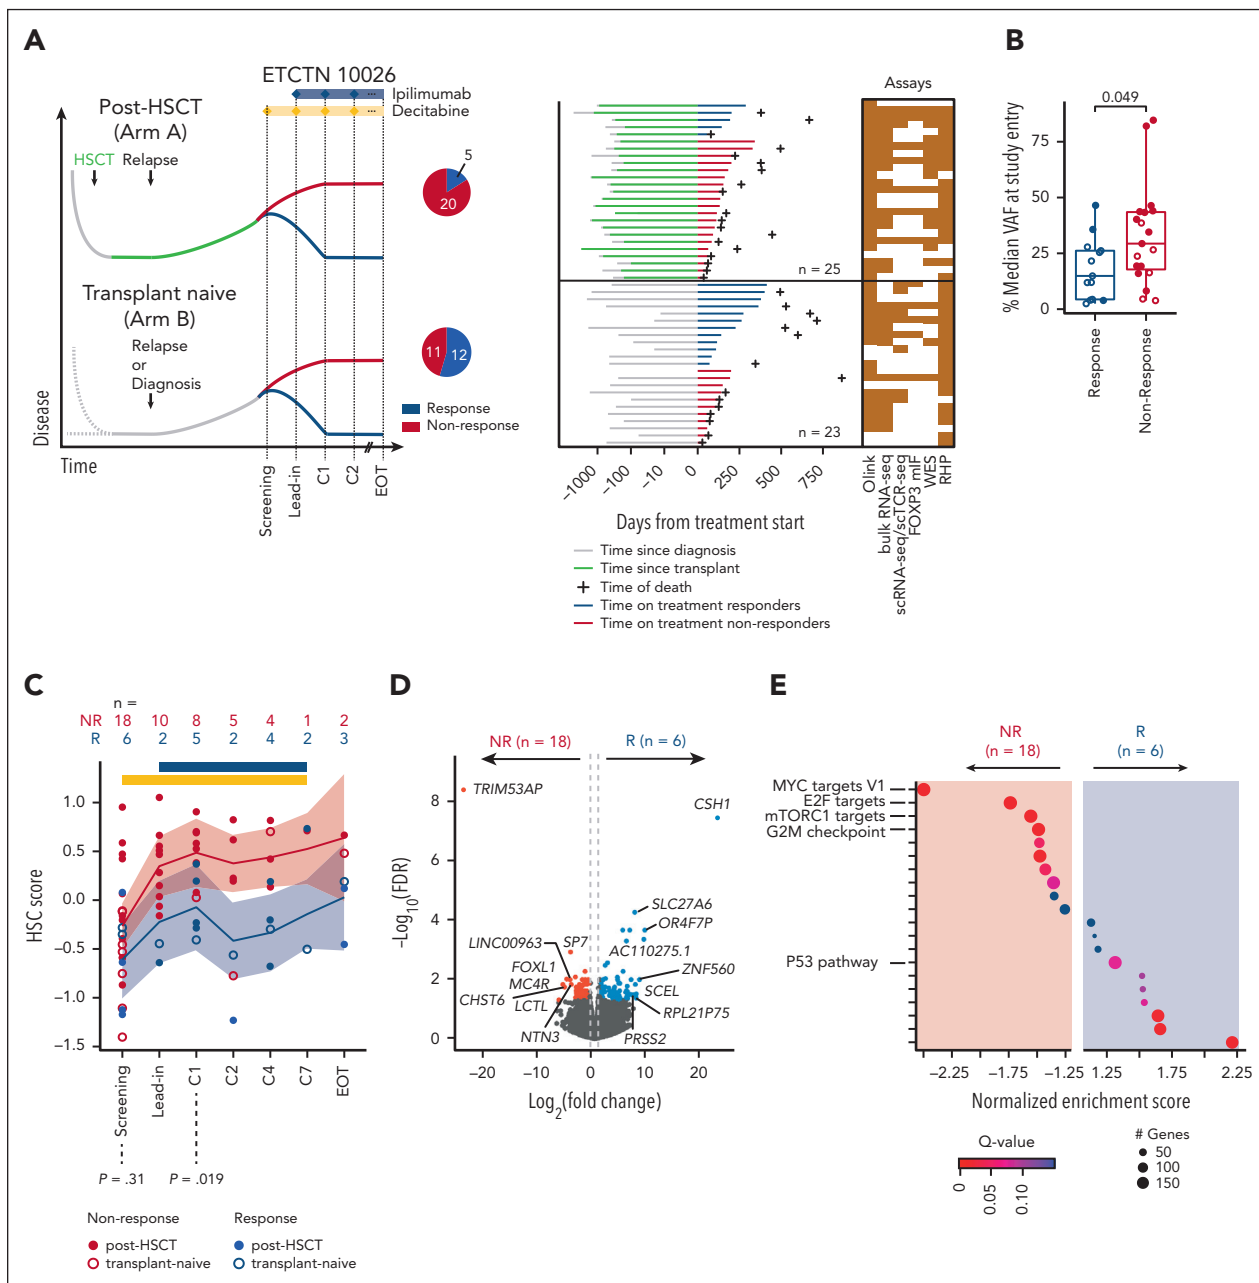 A
ETCTN 10026
Ipilimumab
Decitabine
Post-HSCT
(Arm A)
HSCT
Relapse
5
20
Transplant naive
(Arm B)
Relapse
or
Diagnosis
11
12
Response
Non-response
Disease
Time
Screening
Lead-in
C1
C2
EOT
Assays
n = 25
n = 23
-1000
-500
-100
0
250
500
750
Days from treatment start
Olink
bulk RNA-seq
scRNA-seq/scTCR-seq
FOXP3 mIF
WES
RHP
Time since diagnosis
Time since transplant
Time of death
Time on treatment responders
Time on treatment non-responders
B
0.049
% Median VAF at study entry
75
50
25
0
Response
Non-Response
C
n =
NR 18 10 8 5 4 1 2
R 6 2 5 2 4 2 3
HSC score
1.0
0.5
0.0
-0.5
-1.0
-1.5
Screening
Lead-in
C1
C2
C4
C7
EOT
P = .31
P = .019
Non-response
Response
post-HSCT
post-HSCT
transplant-naive
transplant-naive
D
NR (n = 18)
R (n = 6)
TRIM53AP
CSH1
SLC27A6
OR4F7P
LINC00963
SP7
AC110275.1
FOXL1
ZNF560
MC4R
SCEL
CHST6
LCTL
RPL21P75
NTN3
PRSS2
-Log10(FDR)
8
6
4
2
0
-20
-10
0
10
20
Log2(fold change)
E
NR
(n = 18)
R
(n = 6)
MYC targets V1
E2F targets
mTORC1 targets
G2M checkpoint
P53 pathway
-2.25
-1.75
-1.25
1.25
1.75
2.25
Normalized enrichment score
Q-value
0
0.05
0.10
# Genes
50
100
150